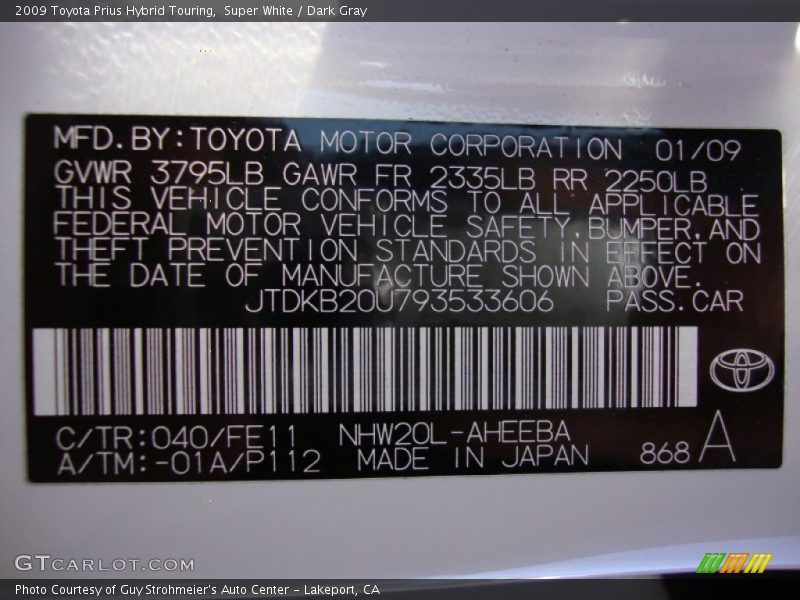 2009 Toyota Prius Hybrid Touring, Super White / Dark Gray
MFD. BY: TOYOTA MOTOR CORPORATION 01/09
GVWR 3795LB GAWR FR 2335LB RR 2250LB
THIS VEHICLE CONFORMS TO ALL APPLICABLE
FEDERAL MOTOR VEHICLE SAFETY, BUMPER, AND
THEFT PREVENTION STANDARDS IN EFFECT ON
THE DATE OF MANUFACTURE SHOWN ABOVE.
JTDKB20U793533606 PASS. CAR
C/TR: 040/FE11 NHW20L-AHEEBA
A/TM: -01A/P112 MADE IN JAPAN 868 A
GTCARLOT.COM
Photo Courtesy of Guy Strohmeier's Auto Center - Lakeport, CA